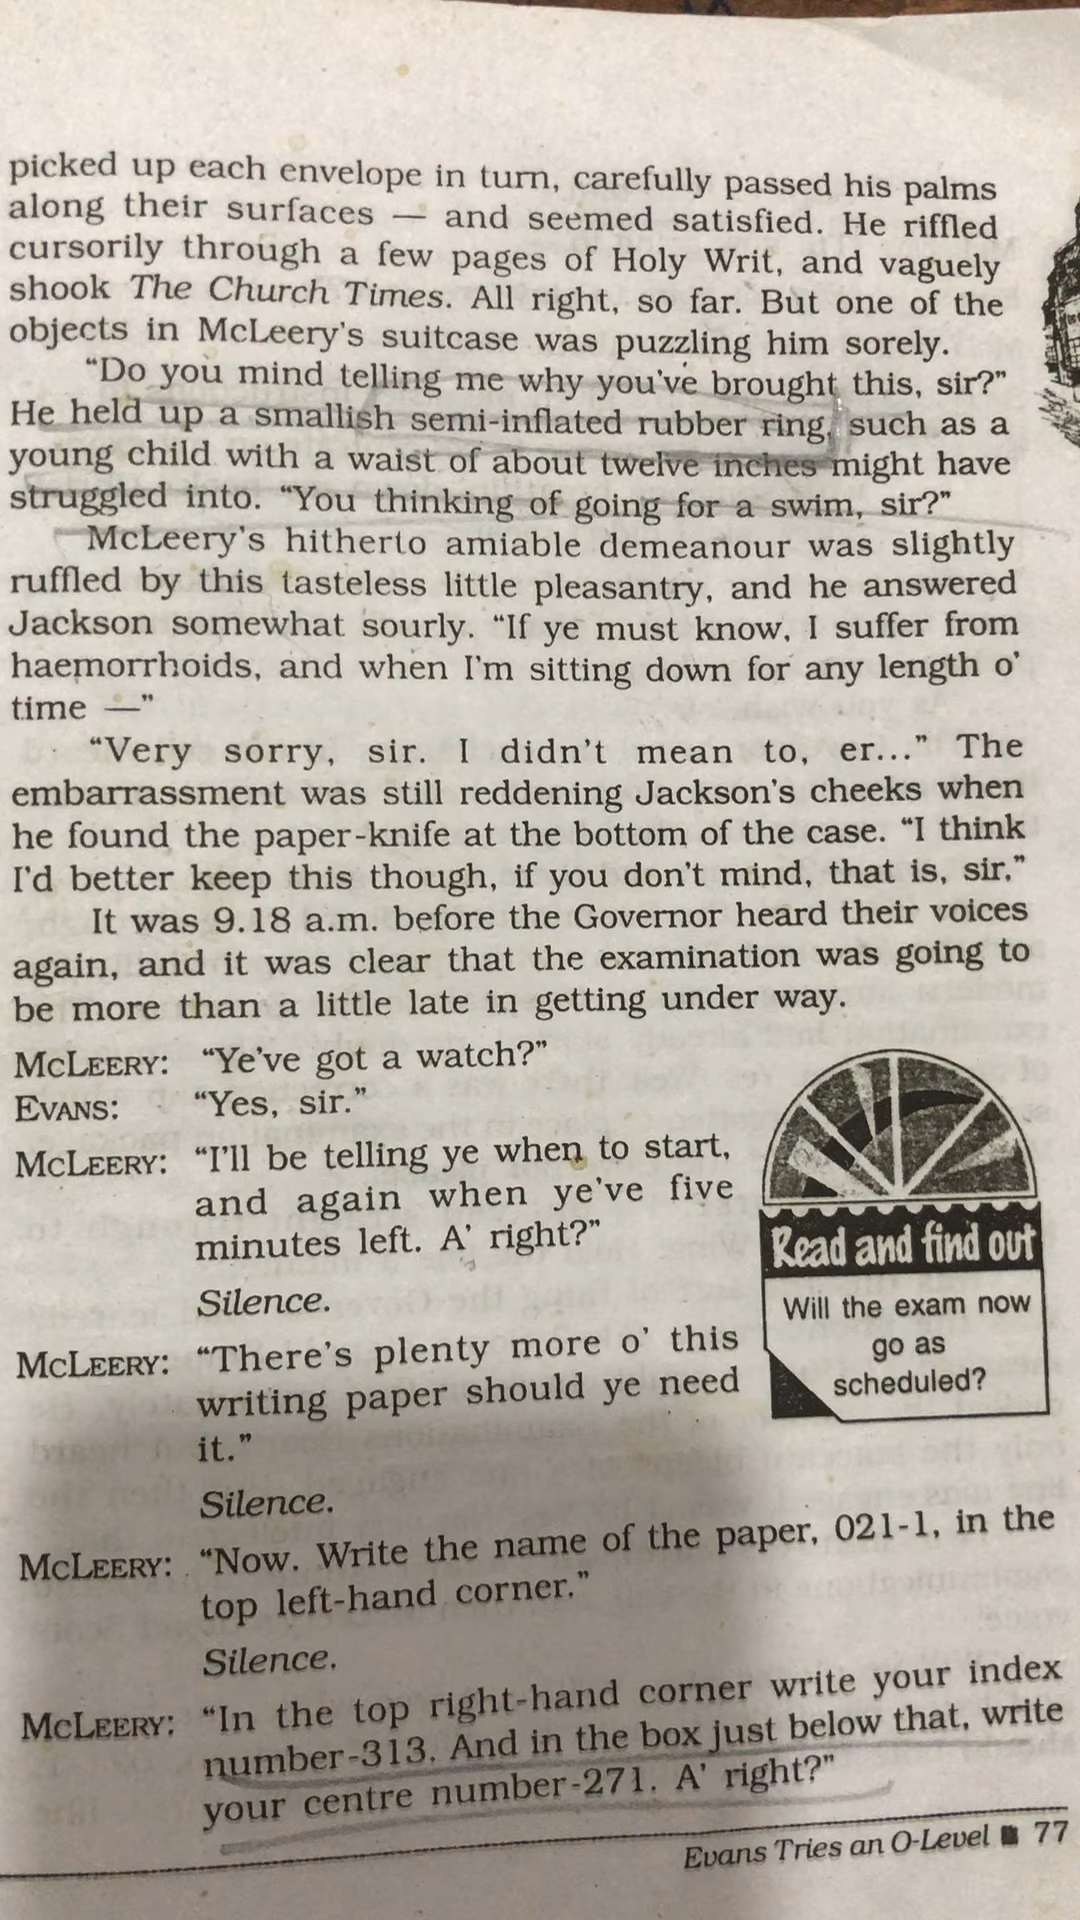 picked up each envelope in turn, carefully passed his palms
along their surfaces — and seemed satisfied. He riffled
cursorily through a few pages of Holy Writ, and vaguely
shook The Church Times. All right, so far. But one of the
objects in McLeery's suitcase was puzzling him sorely.
“Do you mind telling me why you've brought this, sir?”
He held up a smallish semi-inflated rubber ring, such as a
young child with a waist of about twelve inches might have
struggled into. “You thinking of going for a swim, sir?”
McLeery's hitherto amiable demeanour was slightly
ruffled by this tasteless little pleasantry, and he answered
Jackson somewhat sourly. “If ye must know, I suffer from
haemorrhoids, and when I'm sitting down for any length o'
time —”
“Very sorry, sir. I didn't mean to, er...” The
embarrassment was still reddening Jackson's cheeks when
he found the paper-knife at the bottom of the case. “I think
I'd better keep this though, if you don't mind, that is, sir.”
It was 9.18 a.m. before the Governor heard their voices
again, and it was clear that the examination was going to
be more than a little late in getting under way.
MCLEERY: “Ye've got a watch?”
EVANS: “Yes, sir.”
MCLEERY: “I'll be telling ye when to start,
and again when ye've five
minutes left. A' right?”
Silence.
MCLEERY: “There's plenty more o' this
writing paper should ye need
it.”
Silence.
MCLEERY: “Now. Write the name of the paper, 021-1, in the
top left-hand corner.”
Silence.
MCLEERY: “In the top right-hand corner write your index
number-313. And in the box just below that, write
your centre number-271. A' right?”
Read and find out
Will the exam now
go as
scheduled?
Evans Tries an O-Level ■ 77